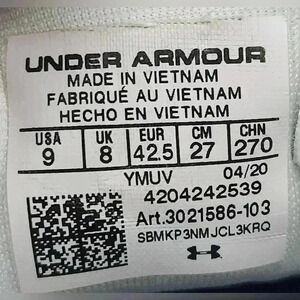 UNDER ARMOUR
MADE IN VIETNAM
FABRIQUÉ AU VIETNAM
HECHO EN VIETNAM
USA UK EUR CM CHN
9 8 42.5 27 270
YMUV 04/20
4204242539
Art.3021586-103
SBMKP3NMJCL3KRQ